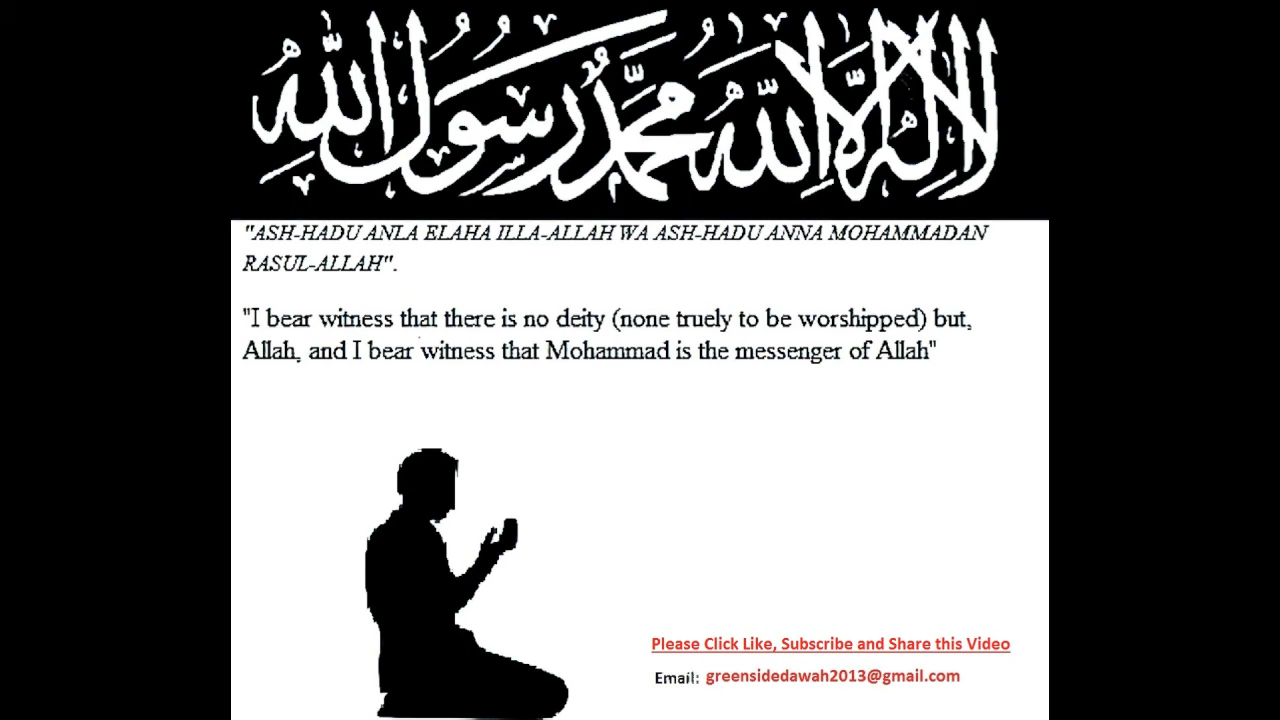 لا إله إلا الله محمد رسول الله
"ASH-HADU ANLA ELAHA ILLA-ALLAH WA ASH-HADU ANNA MOHAMMADAN
RASUL-ALLAH".
"I bear witness that there is no deity (none truely to be worshipped) but,
Allah, and I bear witness that Mohammad is the messenger of Allah"
Please Click Like, Subscribe and Share this Video
Email: greensidedawah2013@gmail.com